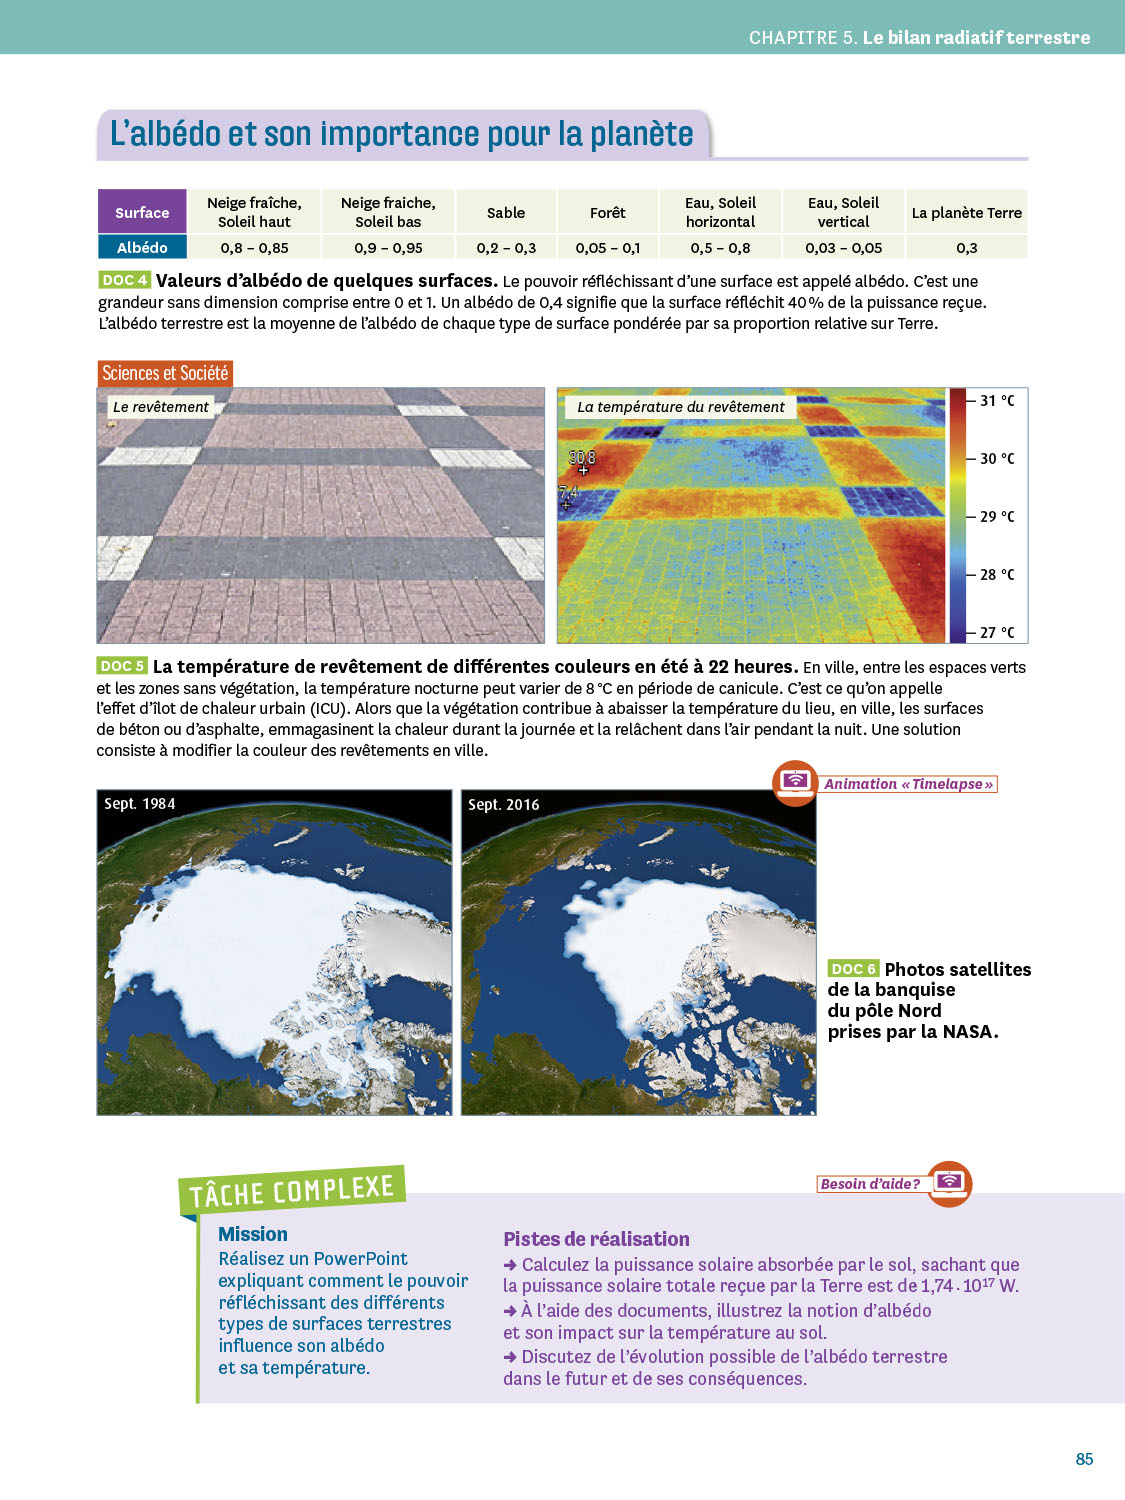 CHAPITRE 5. Le bilan radiatif terrestre
L'albédo et son importance pour la planète
Surface
Neige fraîche, Soleil haut
Neige fraiche, Soleil bas
Sable
Forêt
Eau, Soleil horizontal
Eau, Soleil vertical
La planète Terre
Albédo
0,8 – 0,85
0,9 – 0,95
0,2 – 0,3
0,05 – 0,1
0,5 – 0,8
0,03 – 0,05
0,3
DOC 4 Valeurs d'albédo de quelques surfaces. Le pouvoir réfléchissant d'une surface est appelé albédo. C'est une
grandeur sans dimension comprise entre 0 et 1. Un albédo de 0,4 signifie que la surface réfléchit 40 % de la puissance reçue.
L'albédo terrestre est la moyenne de l'albédo de chaque type de surface pondérée par sa proportion relative sur Terre.
Sciences et Société
Le revêtement
La température du revêtement
30,8
7,4
31 °C
30 °C
29 °C
28 °C
27 °C
DOC 5 La température de revêtement de différentes couleurs en été à 22 heures. En ville, entre les espaces verts
et les zones sans végétation, la température nocturne peut varier de 8 °C en période de canicule. C'est ce qu'on appelle
l'effet d'îlot de chaleur urbain (ICU). Alors que la végétation contribue à abaisser la température du lieu, en ville, les surfaces
de béton ou d'asphalte, emmagasinent la chaleur durant la journée et la relâchent dans l'air pendant la nuit. Une solution
consiste à modifier la couleur des revêtements en ville.
Animation « Timelapse »
Sept. 1984
Sept. 2016
DOC 6 Photos satellites
de la banquise
du pôle Nord
prises par la NASA.
TÂCHE COMPLEXE
Besoin d'aide ?
Mission
Réalisez un PowerPoint
expliquant comment le pouvoir
réfléchissant des différents
types de surfaces terrestres
influence son albédo
et sa température.
Pistes de réalisation
➜ Calculez la puissance solaire absorbée par le sol, sachant que
la puissance solaire totale reçue par la Terre est de 1,74 · 10¹⁷ W.
➜ À l'aide des documents, illustrez la notion d'albédo
et son impact sur la température au sol.
➜ Discutez de l'évolution possible de l'albédo terrestre
dans le futur et de ses conséquences.
85